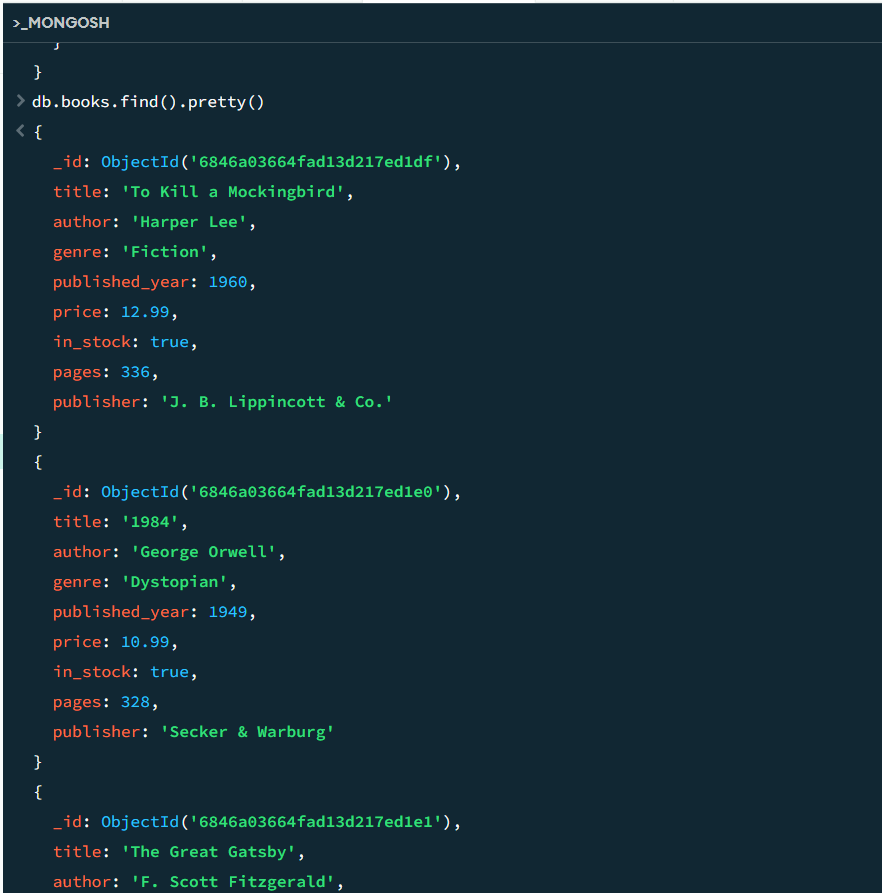 >_MONGOSH
}
}
> db.books.find().pretty()
< {
_id: ObjectId('6846a03664fad13d217ed1df'),
title: 'To Kill a Mockingbird',
author: 'Harper Lee',
genre: 'Fiction',
published_year: 1960,
price: 12.99,
in_stock: true,
pages: 336,
publisher: 'J. B. Lippincott & Co.'
}
{
_id: ObjectId('6846a03664fad13d217ed1e0'),
title: '1984',
author: 'George Orwell',
genre: 'Dystopian',
published_year: 1949,
price: 10.99,
in_stock: true,
pages: 328,
publisher: 'Secker & Warburg'
}
{
_id: ObjectId('6846a03664fad13d217ed1e1'),
title: 'The Great Gatsby',
author: 'F. Scott Fitzgerald',